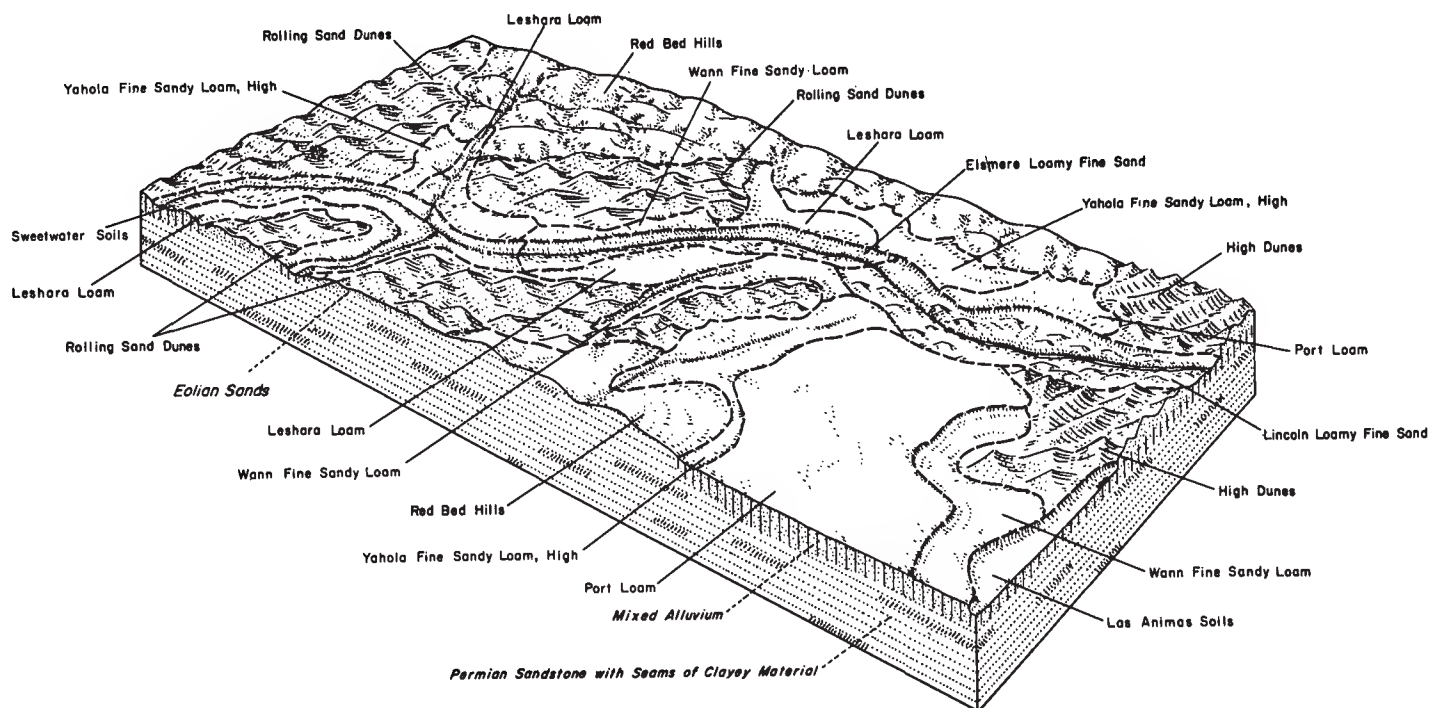 Leshara Loam
Rolling Sand Dunes
Red Bed Hills
Wann Fine Sandy Loam
Yahola Fine Sandy Loam, High
Rolling Sand Dunes
Leshara Loam
Elsmere Loamy Fine Sand
Yahola Fine Sandy Loam, High
Sweetwater Soils
High Dunes
Leshara Loam
Rolling Sand Dunes
Port Loam
Eolian Sands
Leshara Loam
Lincoln Loamy Fine Sand
Wann Fine Sandy Loam
High Dunes
Red Bed Hills
Yahola Fine Sandy Loam, High
Wann Fine Sandy Loam
Port Loam
Mixed Alluvium
Las Animas Soils
Permian Sandstone with Seams of Clayey Material